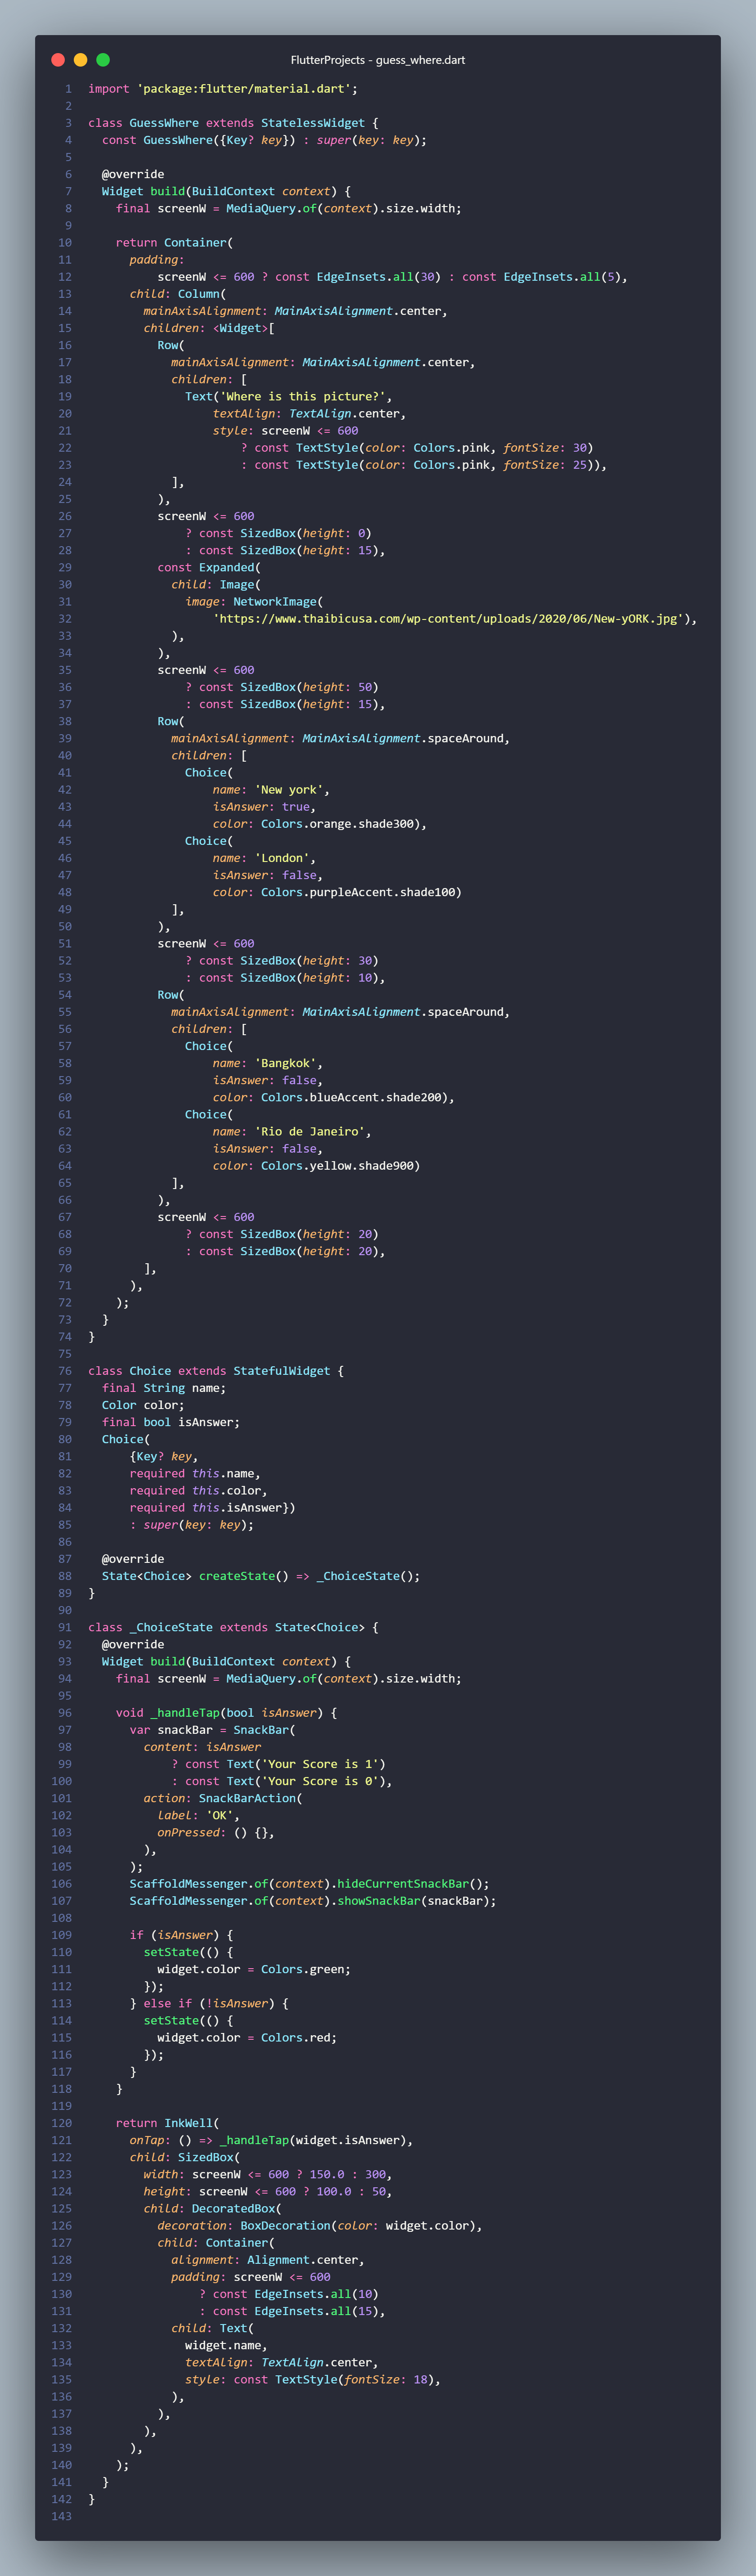 FlutterProjects - guess_where.dart
1 import 'package:flutter/material.dart';
2
3 class GuessWhere extends StatelessWidget {
4   const GuessWhere({Key? key}) : super(key: key);
5
6   @override
7   Widget build(BuildContext context) {
8     final screenW = MediaQuery.of(context).size.width;
9
10     return Container(
11       padding:
12           screenW <= 600 ? const EdgeInsets.all(30) : const EdgeInsets.all(5),
13       child: Column(
14         mainAxisAlignment: MainAxisAlignment.center,
15         children: <Widget>[
16           Row(
17             mainAxisAlignment: MainAxisAlignment.center,
18             children: [
19               Text('Where is this picture?',
20                   textAlign: TextAlign.center,
21                   style: screenW <= 600
22                       ? const TextStyle(color: Colors.pink, fontSize: 30)
23                       : const TextStyle(color: Colors.pink, fontSize: 25)),
24             ],
25           ),
26           screenW <= 600
27               ? const SizedBox(height: 0)
28               : const SizedBox(height: 15),
29           const Expanded(
30             child: Image(
31               image: NetworkImage(
32                   'https://www.thaibicusa.com/wp-content/uploads/2020/06/New-yORK.jpg'),
33             ),
34           ),
35           screenW <= 600
36               ? const SizedBox(height: 50)
37               : const SizedBox(height: 15),
38           Row(
39             mainAxisAlignment: MainAxisAlignment.spaceAround,
40             children: [
41               Choice(
42                   name: 'New york',
43                   isAnswer: true,
44                   color: Colors.orange.shade300),
45               Choice(
46                   name: 'London',
47                   isAnswer: false,
48                   color: Colors.purpleAccent.shade100)
49             ],
50           ),
51           screenW <= 600
52               ? const SizedBox(height: 30)
53               : const SizedBox(height: 10),
54           Row(
55             mainAxisAlignment: MainAxisAlignment.spaceAround,
56             children: [
57               Choice(
58                   name: 'Bangkok',
59                   isAnswer: false,
60                   color: Colors.blueAccent.shade200),
61               Choice(
62                   name: 'Rio de Janeiro',
63                   isAnswer: false,
64                   color: Colors.yellow.shade900)
65             ],
66           ),
67           screenW <= 600
68               ? const SizedBox(height: 20)
69               : const SizedBox(height: 20),
70         ],
71       ),
72     );
73   }
74 }
75
76 class Choice extends StatefulWidget {
77   final String name;
78   Color color;
79   final bool isAnswer;
80   Choice(
81       {Key? key,
82       required this.name,
83       required this.color,
84       required this.isAnswer})
85       : super(key: key);
86
87   @override
88   State<Choice> createState() => _ChoiceState();
89 }
90
91 class _ChoiceState extends State<Choice> {
92   @override
93   Widget build(BuildContext context) {
94     final screenW = MediaQuery.of(context).size.width;
95
96     void _handleTap(bool isAnswer) {
97       var snackBar = SnackBar(
98         content: isAnswer
99             ? const Text('Your Score is 1')
100             : const Text('Your Score is 0'),
101         action: SnackBarAction(
102           label: 'OK',
103           onPressed: () {},
104         ),
105       );
106       ScaffoldMessenger.of(context).hideCurrentSnackBar();
107       ScaffoldMessenger.of(context).showSnackBar(snackBar);
108
109       if (isAnswer) {
110         setState(() {
111           widget.color = Colors.green;
112         });
113       } else if (!isAnswer) {
114         setState(() {
115           widget.color = Colors.red;
116         });
117       }
118     }
119
120     return InkWell(
121       onTap: () => _handleTap(widget.isAnswer),
122       child: SizedBox(
123         width: screenW <= 600 ? 150.0 : 300,
124         height: screenW <= 600 ? 100.0 : 50,
125         child: DecoratedBox(
126           decoration: BoxDecoration(color: widget.color),
127           child: Container(
128             alignment: Alignment.center,
129             padding: screenW <= 600
130                 ? const EdgeInsets.all(10)
131                 : const EdgeInsets.all(15),
132             child: Text(
133               widget.name,
134               textAlign: TextAlign.center,
135               style: const TextStyle(fontSize: 18),
136             ),
137           ),
138         ),
139       ),
140     );
141   }
142 }
143